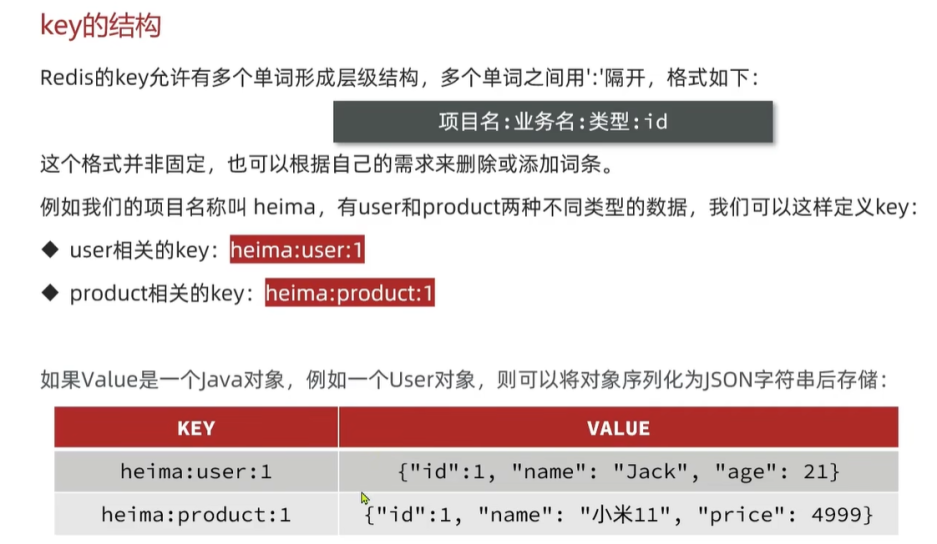 key的结构
Redis的key允许有多个单词形成层级结构，多个单词之间用':'隔开，格式如下：
项目名:业务名:类型:id
这个格式并非固定，也可以根据自己的需求来删除或添加词条。
例如我们的项目名称叫 heima，有user和product两种不同类型的数据，我们可以这样定义key：
◆ user相关的key：heima:user:1
◆ product相关的key：heima:product:1
如果Value是一个Java对象，例如一个User对象，则可以将对象序列化为JSON字符串后存储：
KEY VALUE
heima:user:1 {"id":1, "name": "Jack", "age": 21}
heima:product:1 {"id":1, "name": "小米11", "price": 4999}